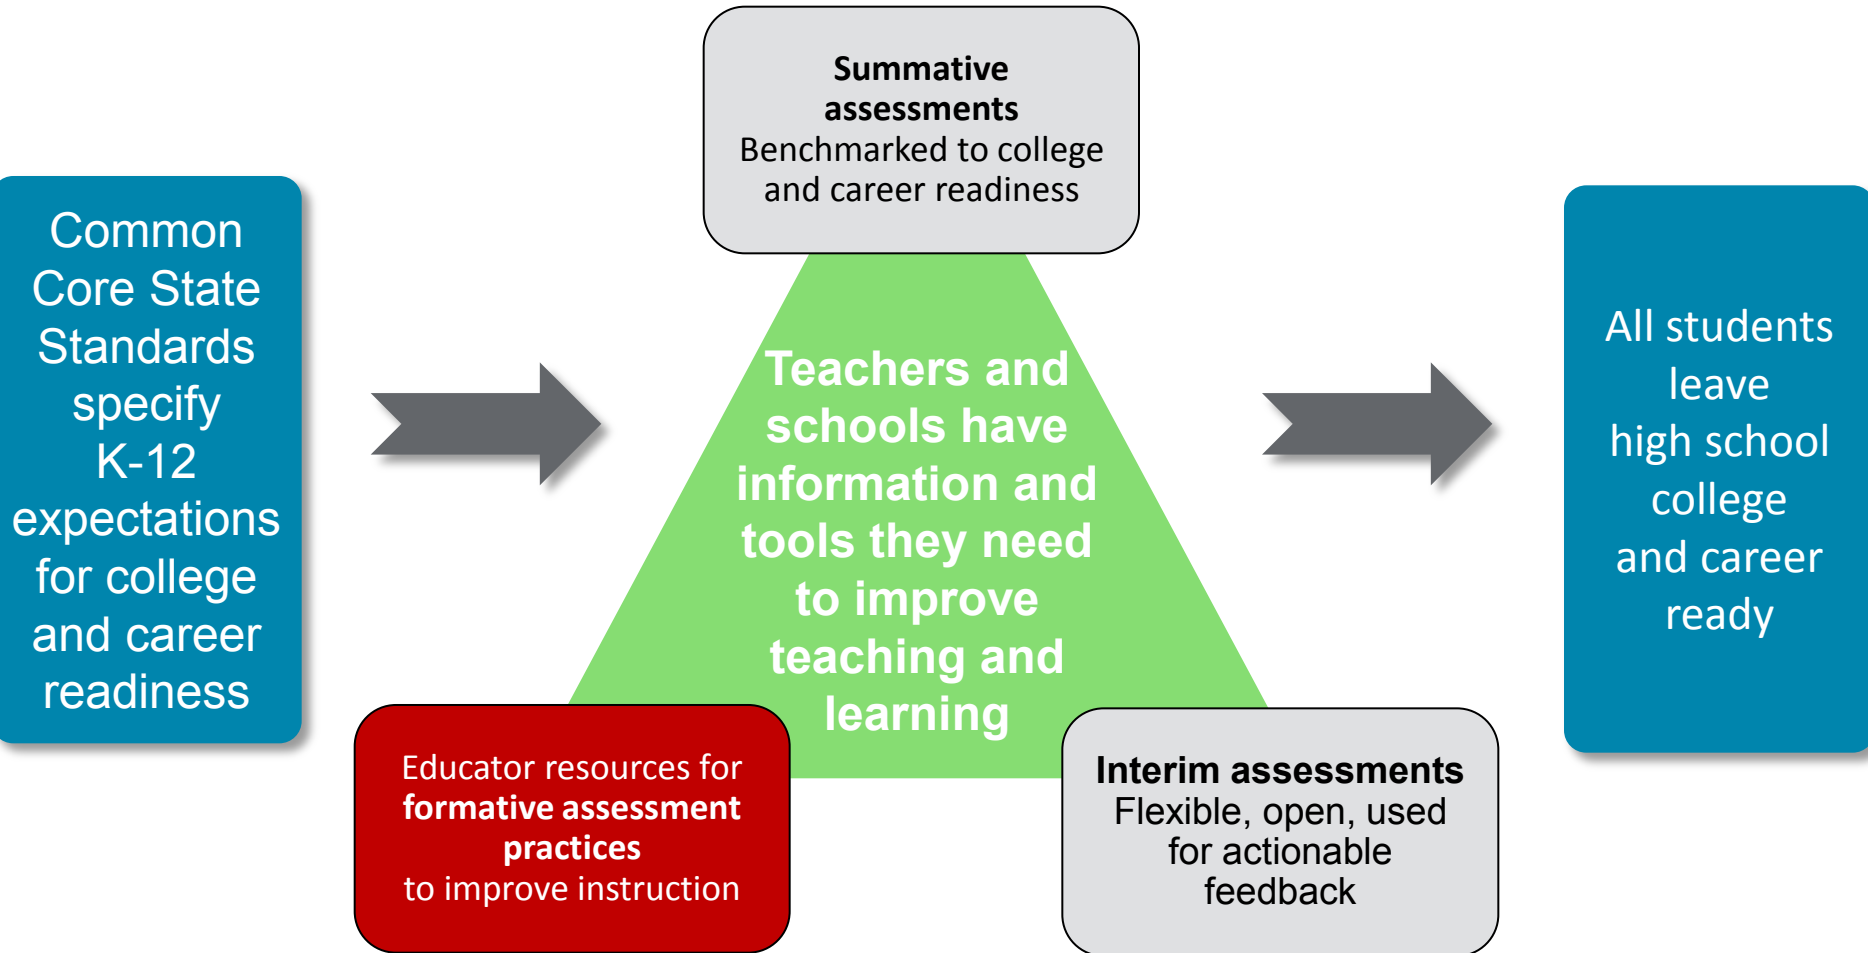 Common
Core State
Standards
specify
K-12
expectations
for college
and career
readiness
Summative
assessments
Benchmarked to college
and career readiness
Teachers and
schools have
information and
tools they need
to improve
teaching and
learning
Educator resources for
formative assessment
practices
to improve instruction
Interim assessments
Flexible, open, used
for actionable
feedback
All students
leave
high school
college
and career
ready